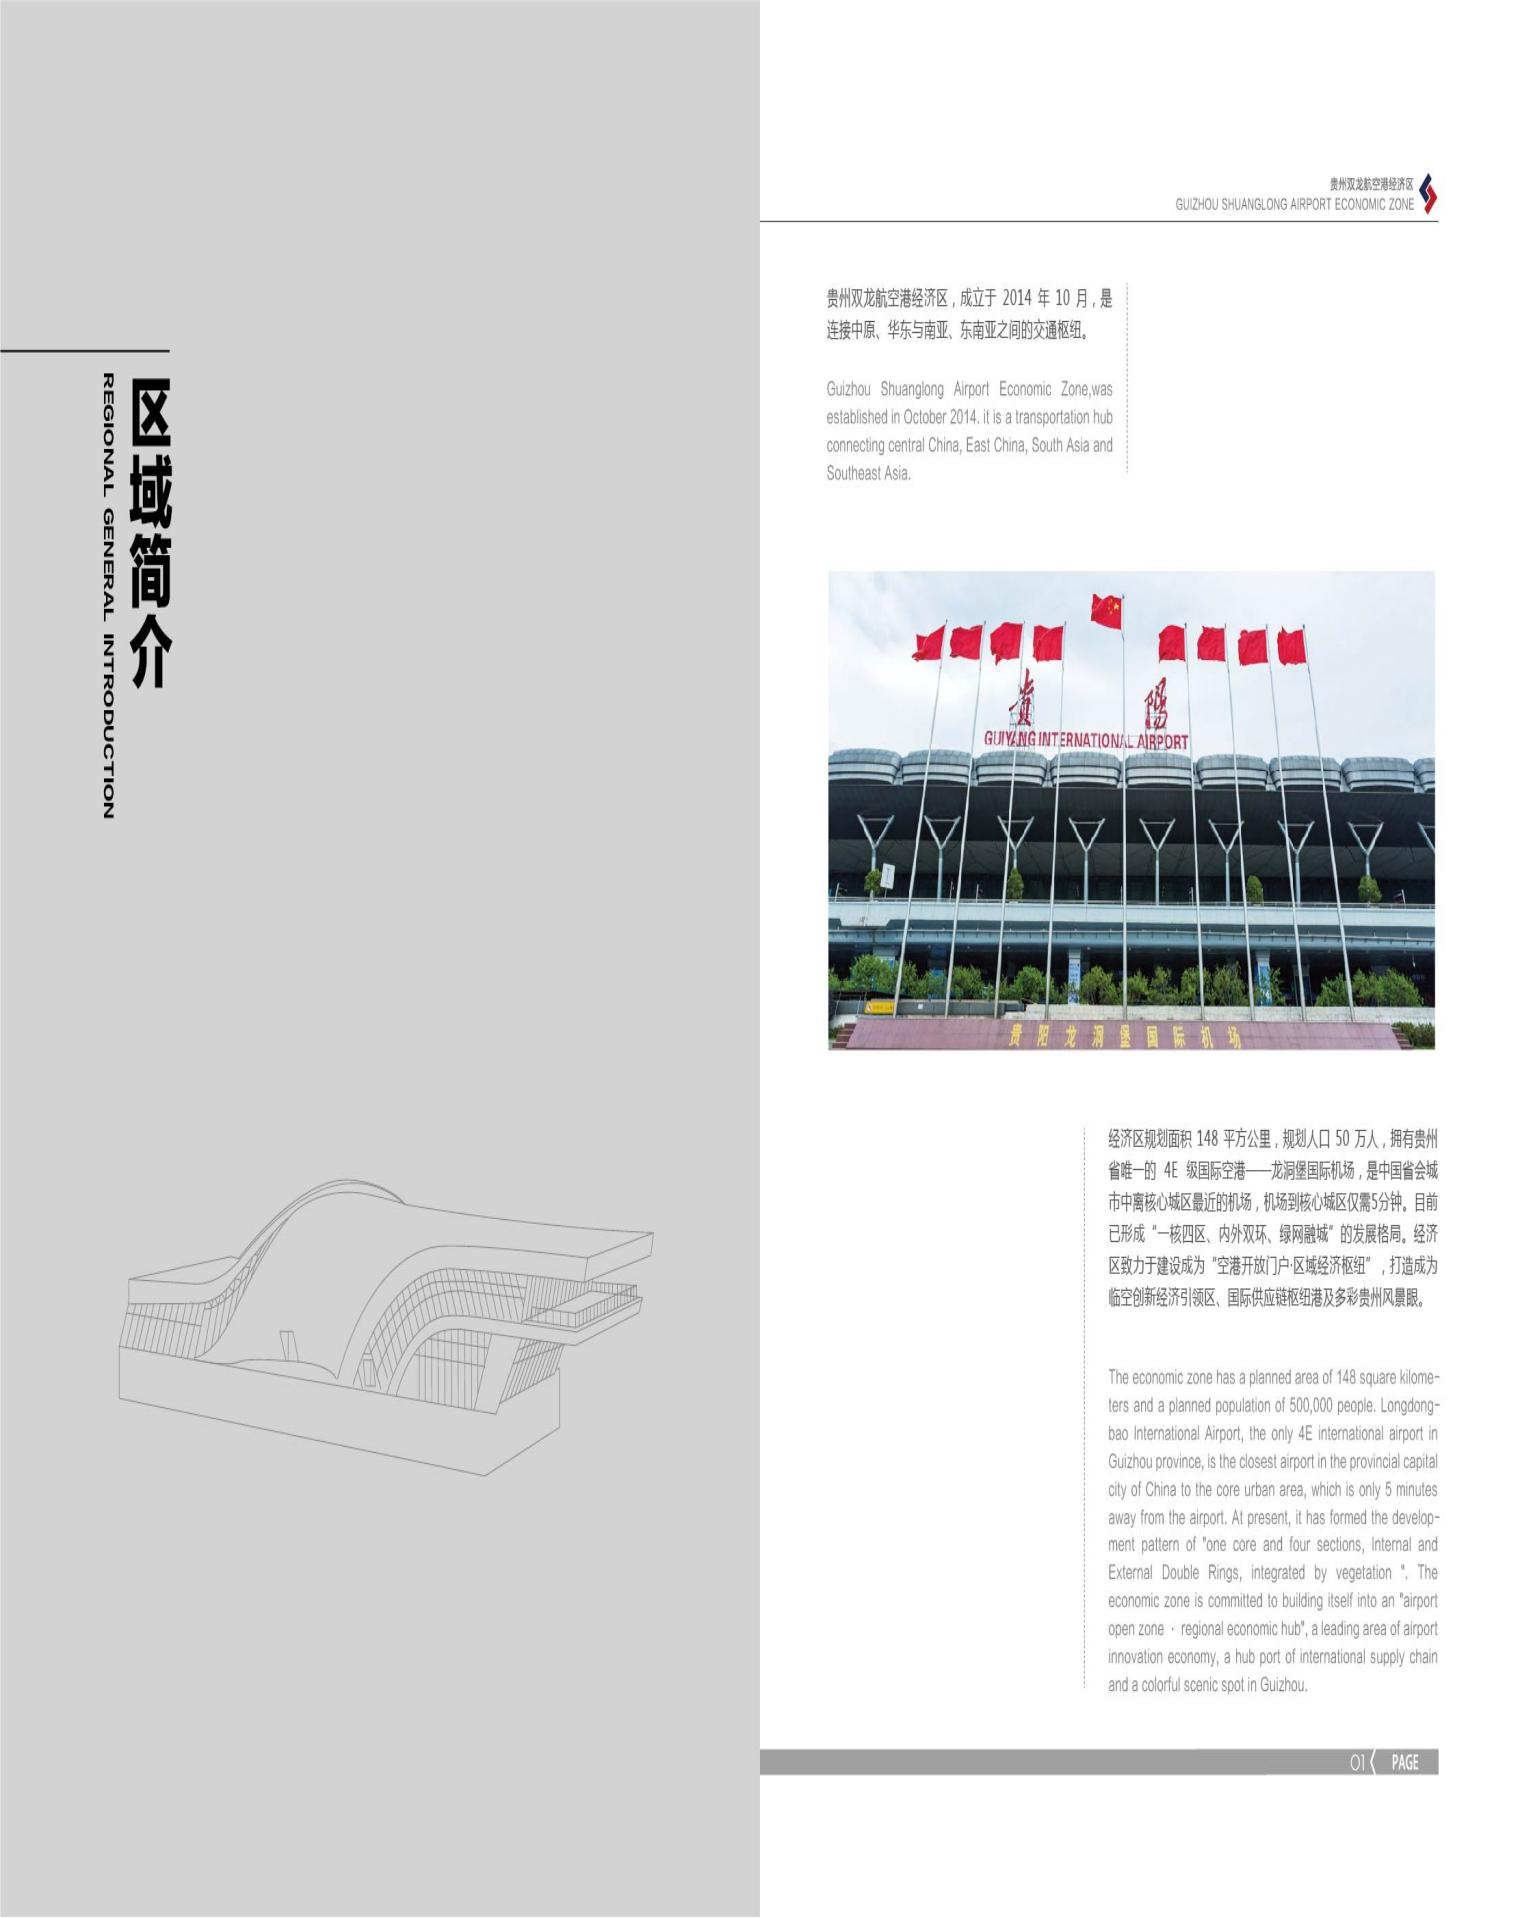 区域简介
REGIONAL GENERAL INTRODUCTION
贵州双龙航空港经济区
GUIZHOU SHUANGLONG AIRPORT ECONOMIC ZONE
贵州双龙航空港经济区，成立于 2014 年 10 月，是
连接中原、华东与南亚、东南亚之间的交通枢纽。
Guizhou Shuanglong Airport Economic Zone,was
established in October 2014. it is a transportation hub
connecting central China, East China, South Asia and
Southeast Asia.
贵 阳
GUIYANG INTERNATIONAL AIRPORT
贵阳龙洞堡国际机场
经济区规划面积 148 平方公里，规划人口 50 万人，拥有贵州
省唯一的 4E 级国际空港——龙洞堡国际机场，是中国省会城
市中离核心城区最近的机场，机场到核心城区仅需5分钟。目前
已形成“一核四区、内外双环、绿网融城”的发展格局。经济
区致力于建设成为“空港开放门户·区域经济枢纽”，打造成为
临空创新经济引领区、国际供应链枢纽港及多彩贵州风景眼。
The economic zone has a planned area of 148 square kilome-
ters and a planned population of 500,000 people. Longdong-
bao International Airport, the only 4E international airport in
Guizhou province, is the closest airport in the provincial capital
city of China to the core urban area, which is only 5 minutes
away from the airport. At present, it has formed the develop-
ment pattern of "one core and four sections, Internal and
External Double Rings, integrated by vegetation ". The
economic zone is committed to building itself into an "airport
open zone · regional economic hub", a leading area of airport
innovation economy, a hub port of international supply chain
and a colorful scenic spot in Guizhou.
01 PAGE